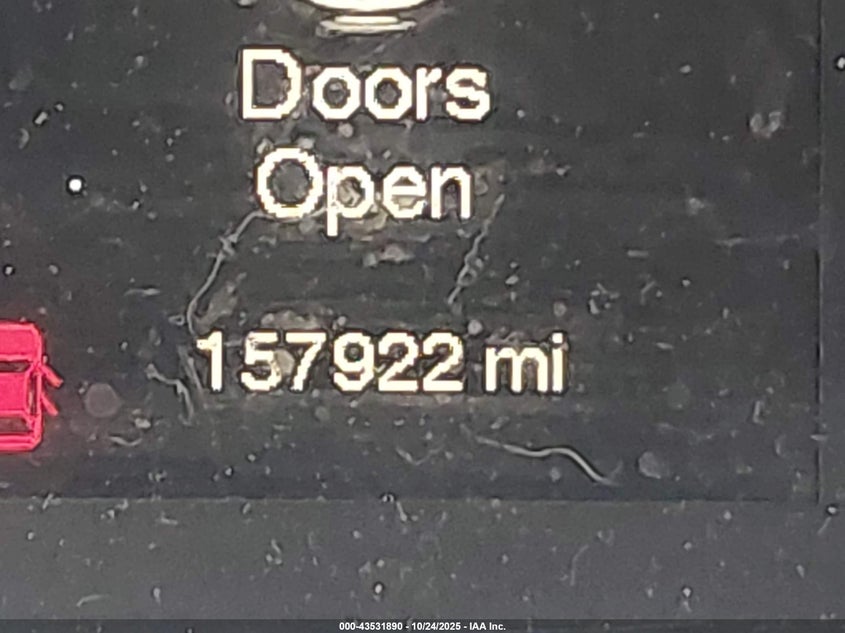 Doors
Open
157922 mi
000-43531890 - 10/24/2025 - IAA Inc.